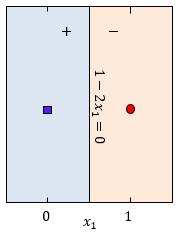 + −
1 − 2x₁ = 0
0 1
x₁